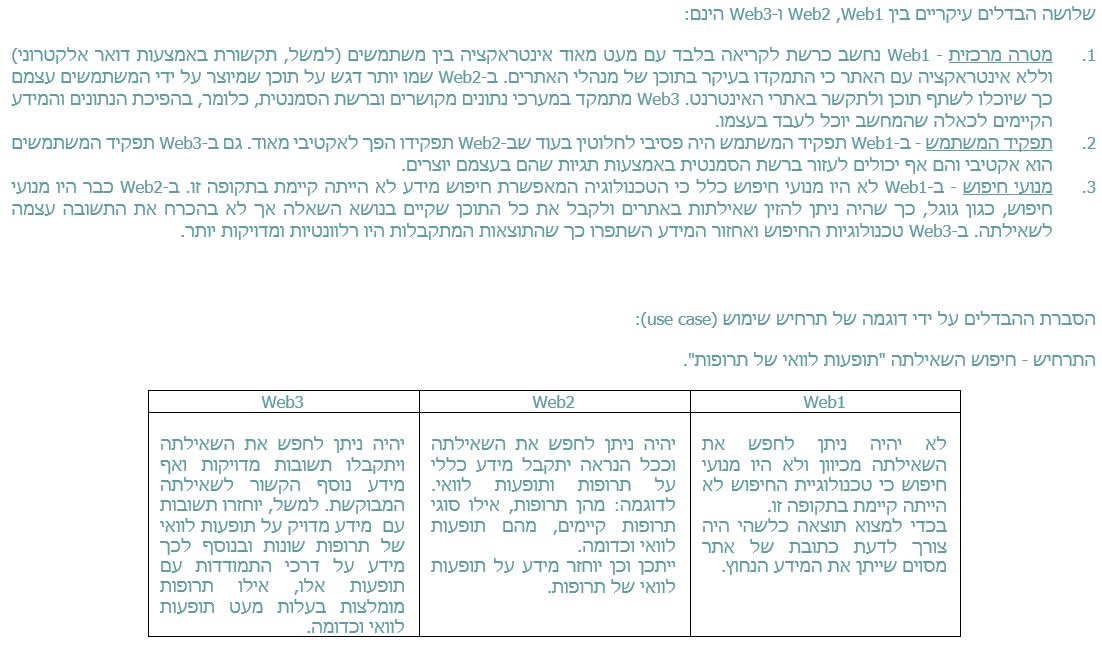 שלושה הבדלים עיקריים בין Web1, Web2 ו-Web3 הינם:
1. מטרה מרכזית - Web1 נחשב כרשת לקריאה בלבד עם מעט מאוד אינטראקציה בין משתמשים (למשל, תקשורת באמצעות דואר אלקטרוני)
וללא אינטראקציה עם האתר כי התמקדו בעיקר בתוכן של מנהלי האתרים. ב-Web2 שמו יותר דגש על תוכן שמיוצר על ידי המשתמשים עצמם
כך שיוכלו לשתף תוכן ולתקשר באתרי האינטרנט. Web3 מתמקד במערכי נתונים מקושרים וברשת הסמנטית, כלומר, בהפיכת הנתונים והמידע
הקיימים לכאלה שהמחשב יוכל לעבד בעצמו.
2. תפקיד המשתמש - ב-Web1 תפקיד המשתמש היה פסיבי לחלוטין בעוד שב-Web2 תפקידו הפך לאקטיבי מאוד. גם ב-Web3 תפקיד המשתמשים
הוא אקטיבי והם אף יכולים לעזור ברשת הסמנטית באמצעות תגיות שהם בעצמם יוצרים.
3. מנועי חיפוש - ב-Web1 לא היו מנועי חיפוש כלל כי הטכנולוגיה המאפשרת חיפוש מידע לא הייתה קיימת בתקופה זו. ב-Web2 כבר היו מנועי
חיפוש, כגון גוגל, כך שהיה ניתן להזין שאילתות באתרים ולקבל את כל התוכן שקיים בנושא השאלה אך לא בהכרח את התשובה עצמה
לשאילתה. ב-Web3 טכנולוגיות החיפוש ואחזור המידע השתפרו כך שהתוצאות המתקבלות היו רלוונטיות ומדויקות יותר.
הסברת ההבדלים על ידי דוגמה של תרחיש שימוש (use case):
התרחיש - חיפוש השאילתה "תופעות לוואי של תרופות".
Web1
לא יהיה ניתן לחפש את
השאילתה מכיוון ולא היו מנועי
חיפוש כי טכנולוגיית החיפוש לא
הייתה קיימת בתקופה זו.
בכדי למצוא תוצאה כלשהי היה
צורך לדעת כתובת של אתר
מסוים שייתן את המידע הנחוץ.
Web2
יהיה ניתן לחפש את השאילתה
וככל הנראה יתקבל מידע כללי
על תרופות ותופעות לוואי.
לדוגמה: מהן תרופות, אילו סוגי
תרופות קיימים, מהם תופעות
לוואי וכדומה.
ייתכן וכן יוחזר מידע על תופעות
לוואי של תרופות.
Web3
יהיה ניתן לחפש את השאילתה
ויתקבלו תשובות מדויקות ואף
מידע נוסף הקשור לשאילתה
המבוקשת. למשל, יוחזרו תשובות
עם מידע מדויק על תופעות לוואי
של תרופות שונות ובנוסף לכך
מידע על דרכי התמודדות עם
תופעות אלו, אילו תרופות
מומלצות בעלות מעט תופעות
לוואי וכדומה.